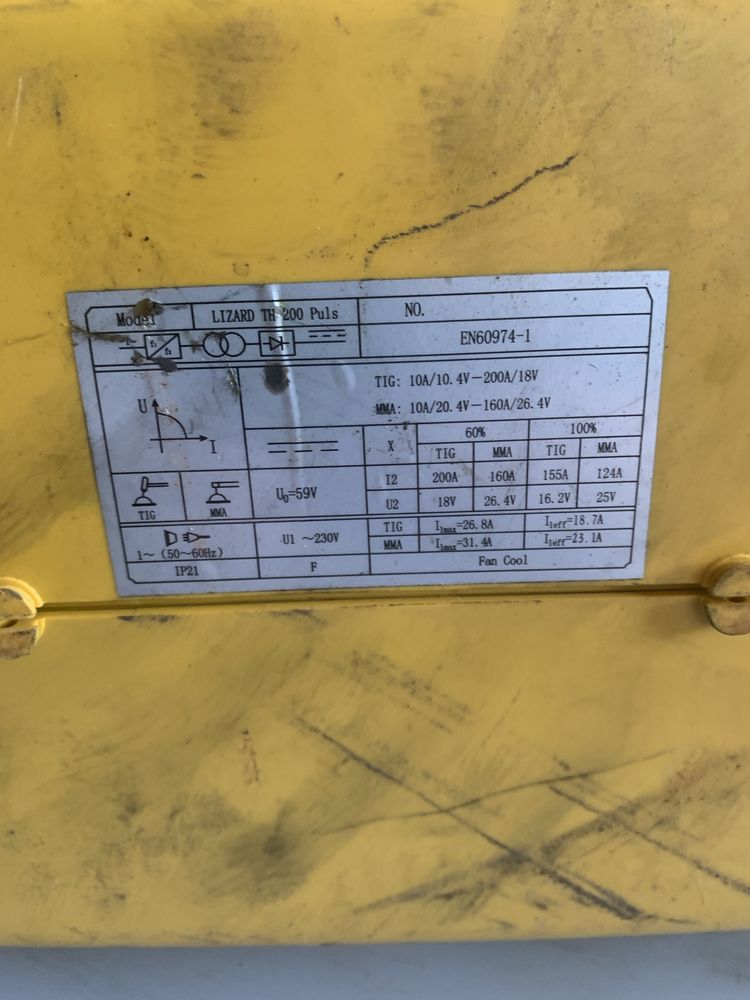 Model LIZARD TH 200 Puls NO.
1~ f₁ f₂ EN60974-1
TIG: 10A/10.4V-200A/18V
MMA: 10A/20.4V-160A/26.4V
U I
X 60% 100%
TIG MMA TIG MMA
TIG MMA U₀=59V
I2 200A 160A 155A 124A
U2 18V 26.4V 16.2V 25V
1~ (50~60Hz) U1 ~230V
TIG I1max=26.8A I1eff=18.7A
MMA I1max=31.4A I1eff=23.1A
IP21 F Fan Cool